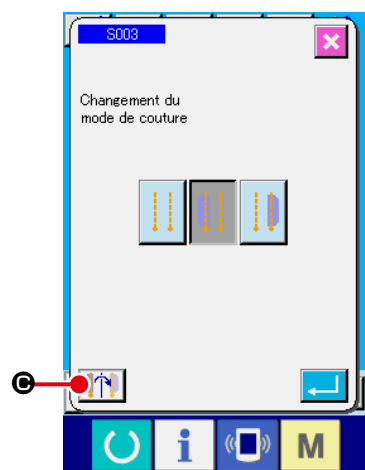 S003
Changement du
mode de couture
C
i
M